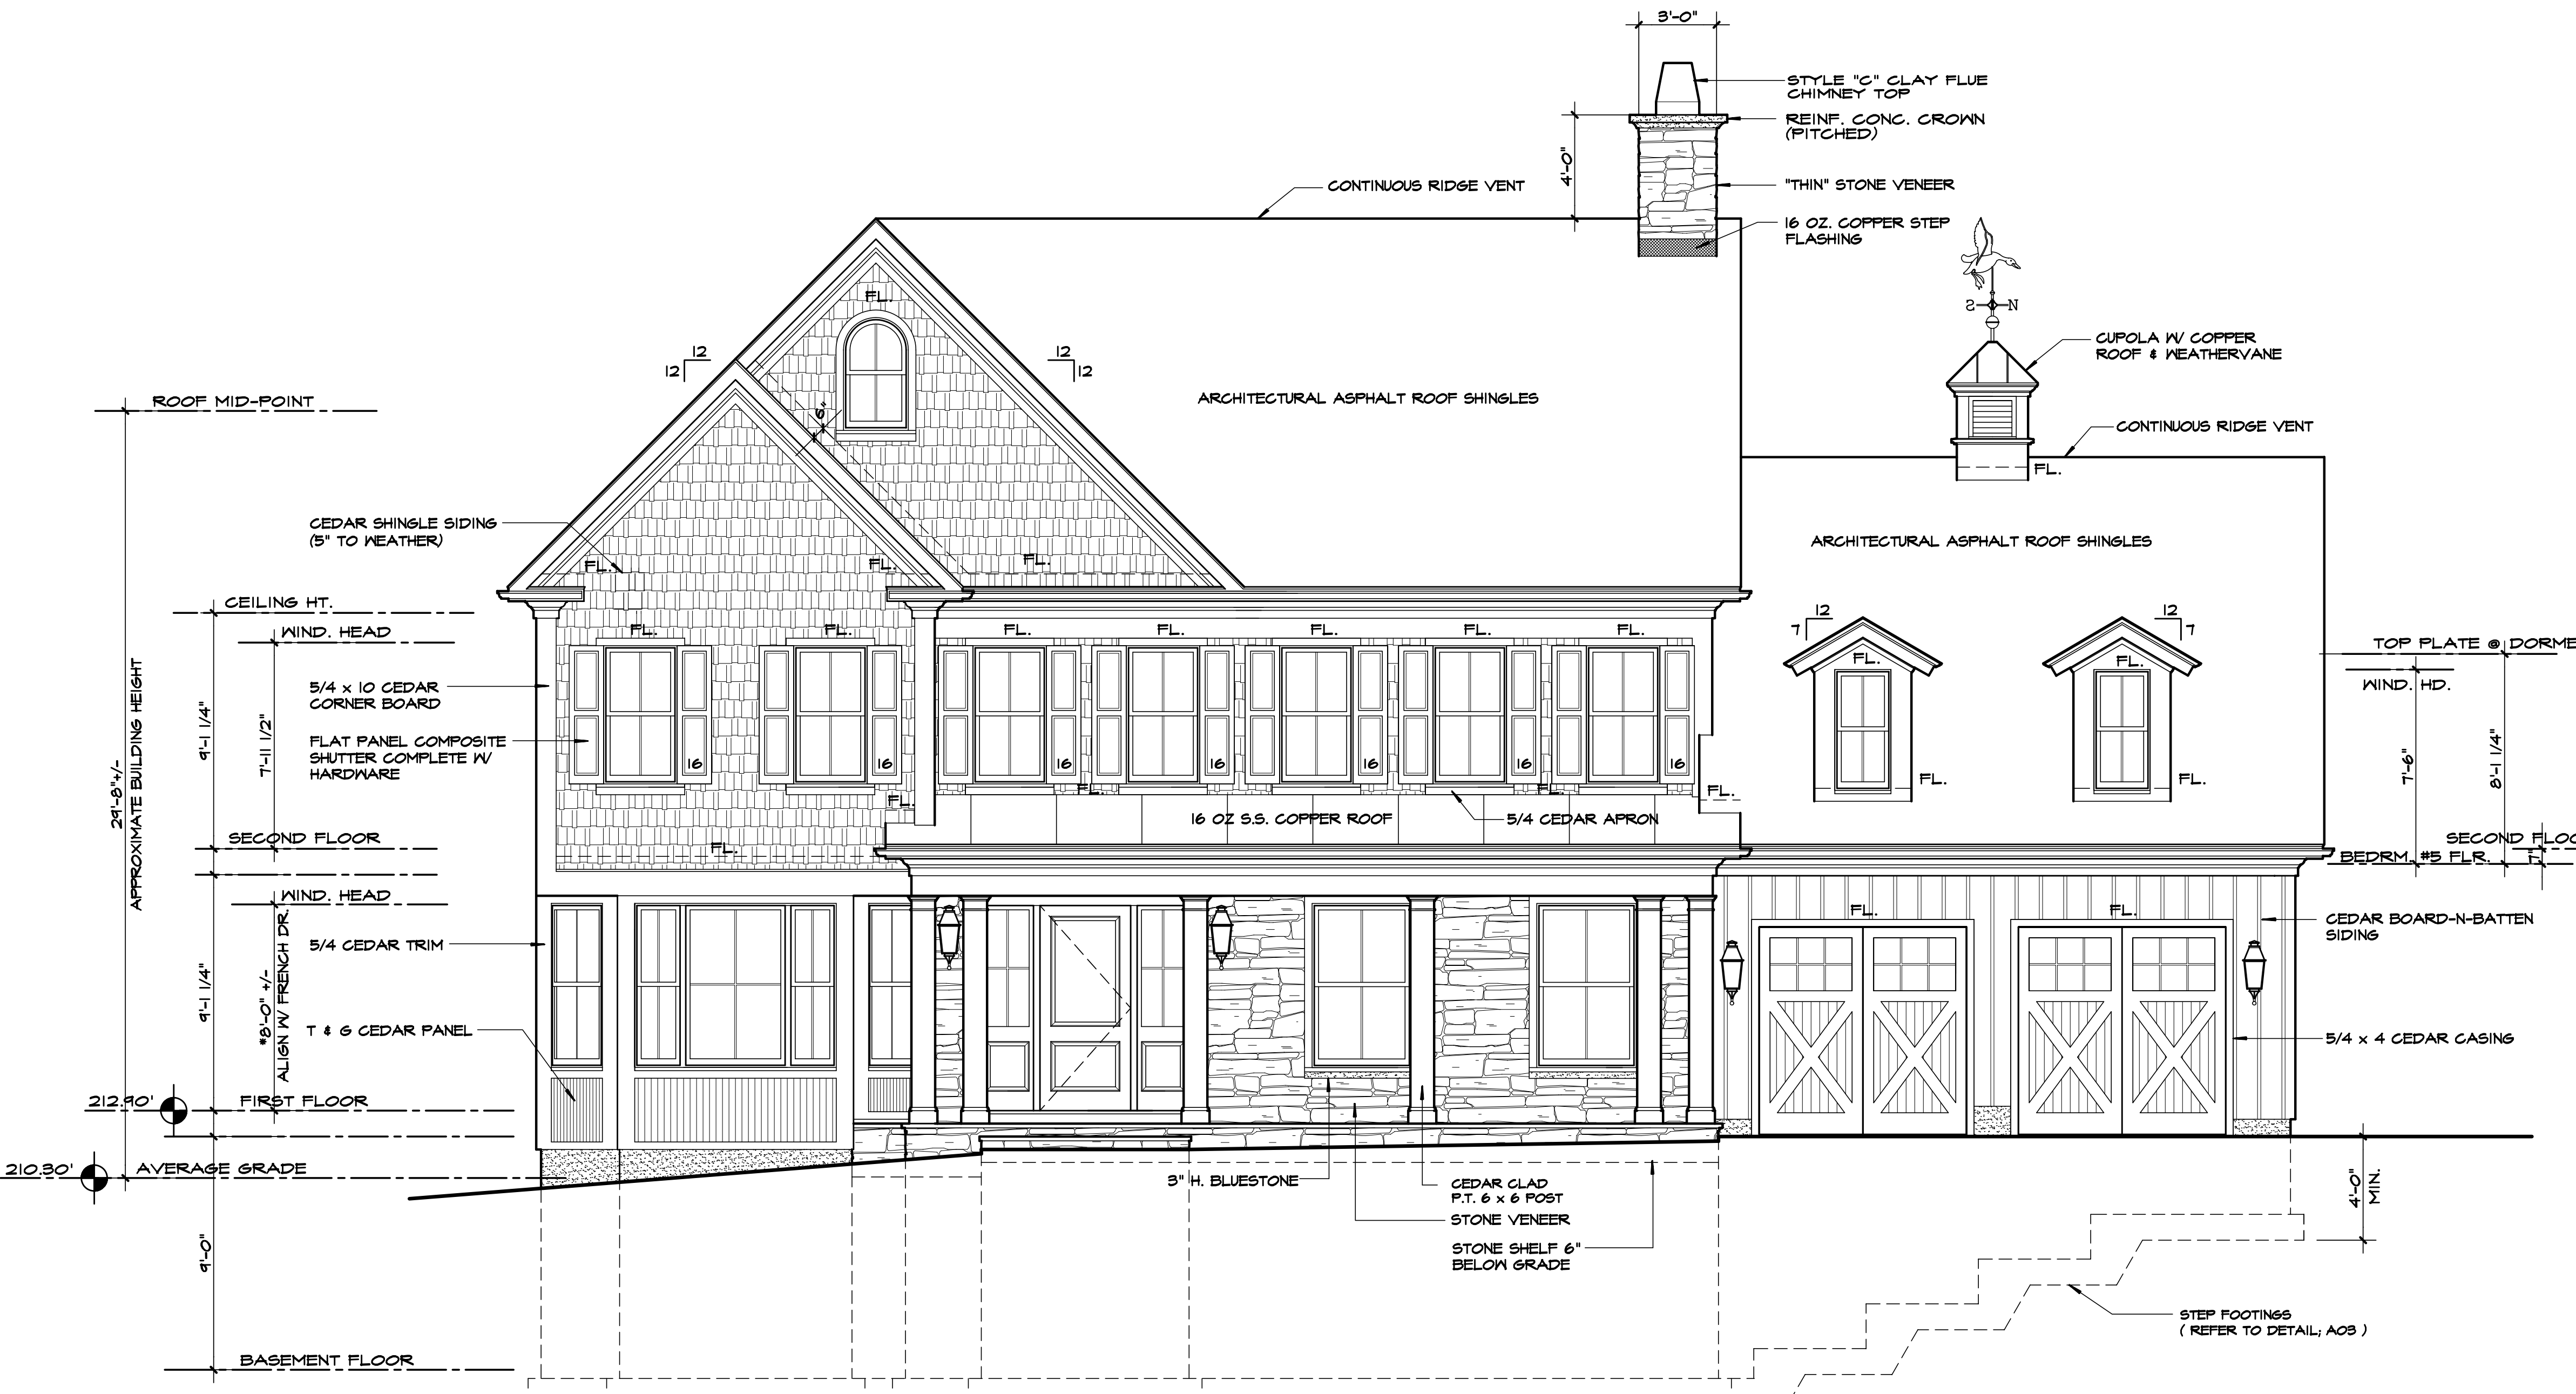 3'-0"
STYLE "C" CLAY FLUE
CHIMNEY TOP
REINF. CONC. CROWN
(PITCHED)
4'-0"
CONTINUOUS RIDGE VENT
"THIN" STONE VENEER
16 OZ. COPPER STEP
FLASHING
FL.
S N
12
12
12
12
CUPOLA W/ COPPER
ROOF & WEATHERVANE
ROOF MID-POINT
6"
ARCHITECTURAL ASPHALT ROOF SHINGLES
CONTINUOUS RIDGE VENT
FL.
CEDAR SHINGLE SIDING
(5" TO WEATHER)
ARCHITECTURAL ASPHALT ROOF SHINGLES
FL.
FL.
FL.
CEILING HT.
12
7
12
7
WIND. HEAD
FL.
FL.
FL.
FL.
FL.
FL.
FL.
FL.
FL.
TOP PLATE @ DORME
WIND. HD.
5/4 x 10 CEDAR
CORNER BOARD
FLAT PANEL COMPOSITE
SHUTTER COMPLETE W/
HARDWARE
29'-8"+/-
APPROXIMATE BUILDING HEIGHT
9'-1 1/4"
7'-11 1/2"
16
16
16
16
16
16
16
7'-6"
8'-1 1/4"
FL.
FL.
FL.
FL.
FL.
FL.
16 OZ S.S. COPPER ROOF
5/4 CEDAR APRON
SECOND FLOOR
FL.
SECOND FLOO
BEDRM. #5 FLR.
7"
WIND. HEAD
FL.
FL.
CEDAR BOARD-N-BATTEN
SIDING
5/4 CEDAR TRIM
9'-1 1/4"
*8'-0" +/-
ALIGN W/ FRENCH DR.
T & G CEDAR PANEL
5/4 x 4 CEDAR CASING
212.90'
FIRST FLOOR
210.30'
AVERAGE GRADE
3" H. BLUESTONE
CEDAR CLAD
P.T. 6 x 6 POST
STONE VENEER
STONE SHELF 6"
BELOW GRADE
4'-0"
MIN.
9'-0"
STEP FOOTINGS
( REFER TO DETAIL; A03 )
BASEMENT FLOOR